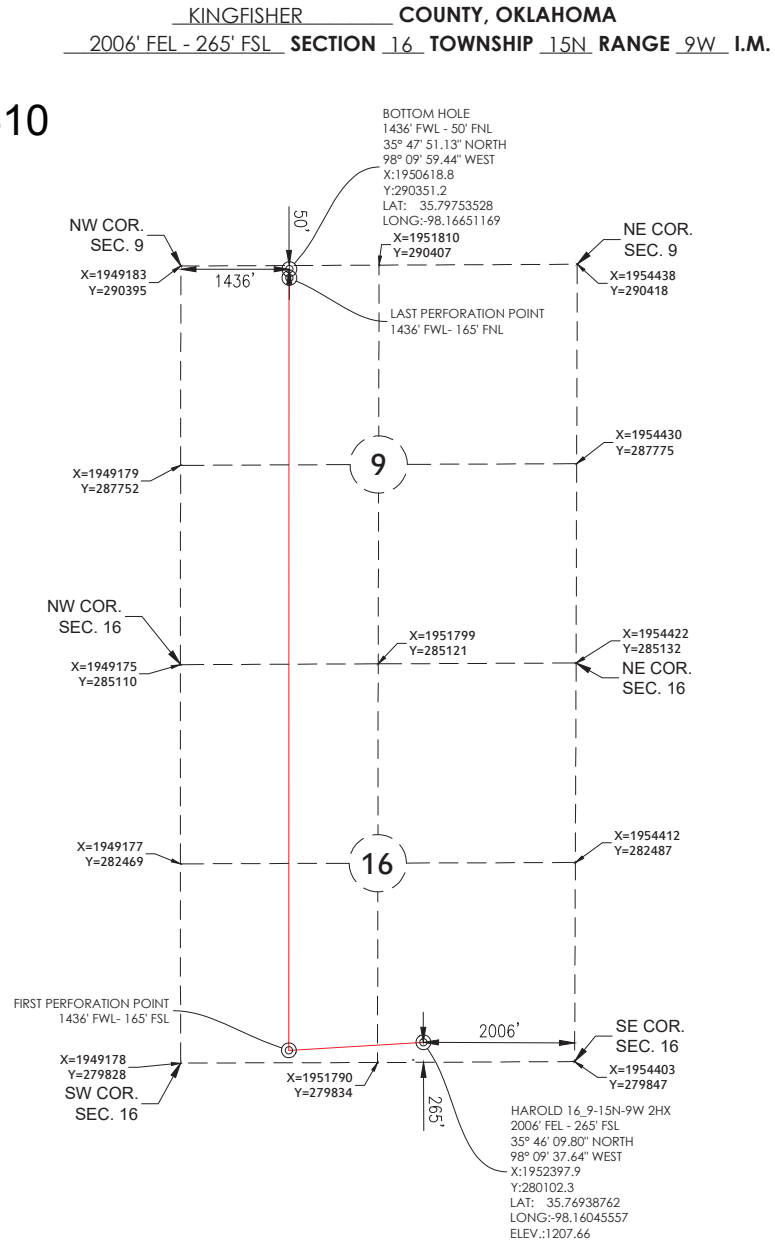 KINGFISHER COUNTY, OKLAHOMA
2006' FEL - 265' FSL SECTION 16 TOWNSHIP 15N RANGE 9W I.M.
10
BOTTOM HOLE
1436' FWL - 50' FNL
35° 47' 51.13" NORTH
98° 09' 59.44" WEST
X:1950618.8
Y:290351.2
LAT: 35.79753528
LONG:-98.16651169
50'
NW COR.
SEC. 9
X=1951810
Y=290407
NE COR.
SEC. 9
X=1949183
Y=290395
1436'
X=1954438
Y=290418
LAST PERFORATION POINT
1436' FWL- 165' FNL
X=1954430
Y=287775
9
X=1949179
Y=287752
NW COR.
SEC. 16
X=1951799
Y=285121
X=1954422
Y=285132
X=1949175
Y=285110
NE COR.
SEC. 16
X=1949177
Y=282469
X=1954412
Y=282487
16
FIRST PERFORATION POINT
1436' FWL- 165' FSL
2006'
SE COR.
SEC. 16
X=1949178
Y=279828
X=1951790
Y=279834
X=1954403
Y=279847
SW COR.
SEC. 16
265'
HAROLD 16_9-15N-9W 2HX
2006' FEL - 265' FSL
35° 46' 09.80" NORTH
98° 09' 37.64" WEST
X:1952397.9
Y:280102.3
LAT: 35.76938762
LONG:-98.16045557
ELEV.:1207.66